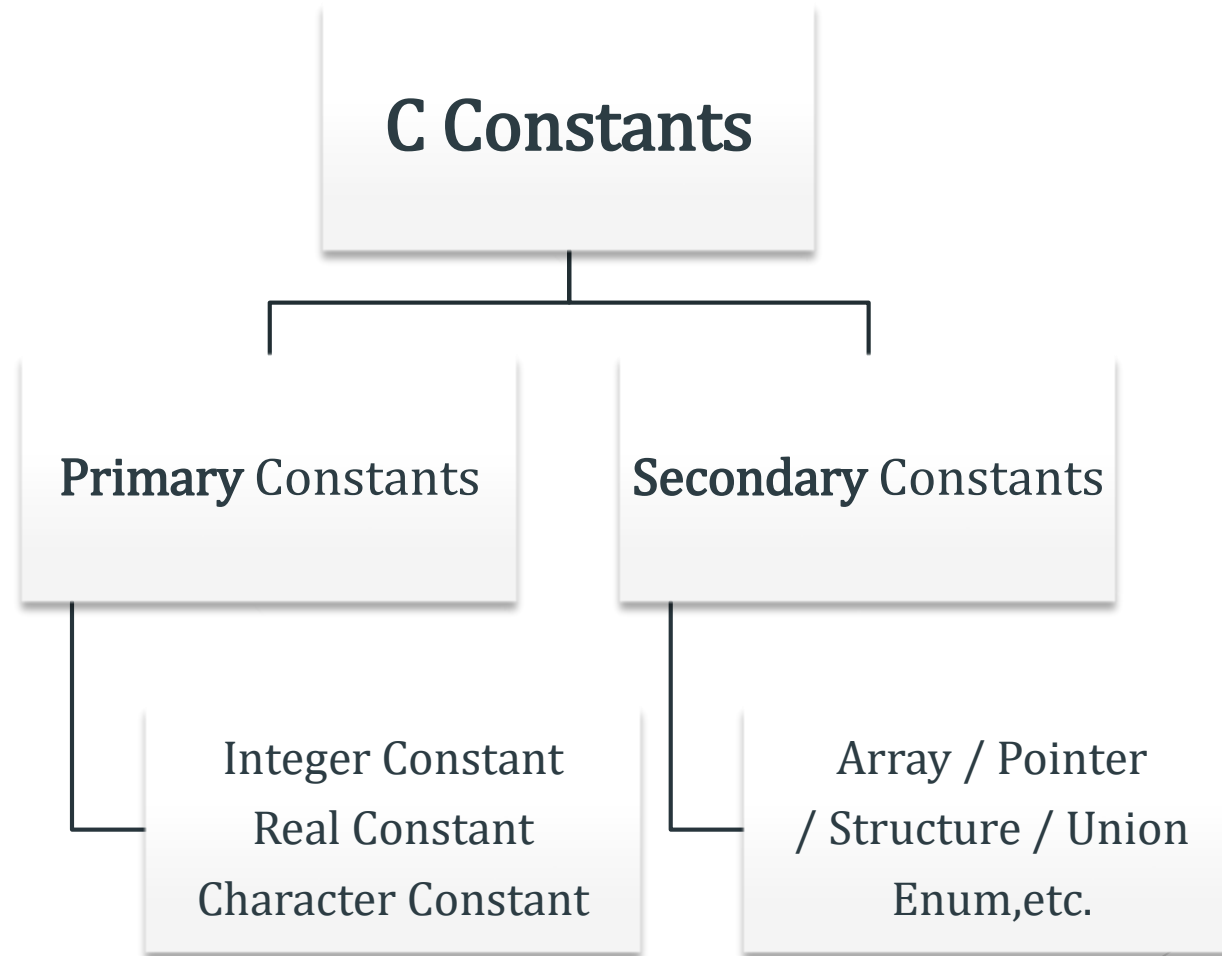 C Constants
Primary Constants
Secondary Constants
Integer Constant
Real Constant
Character Constant
Array / Pointer
/ Structure / Union
Enum,etc.